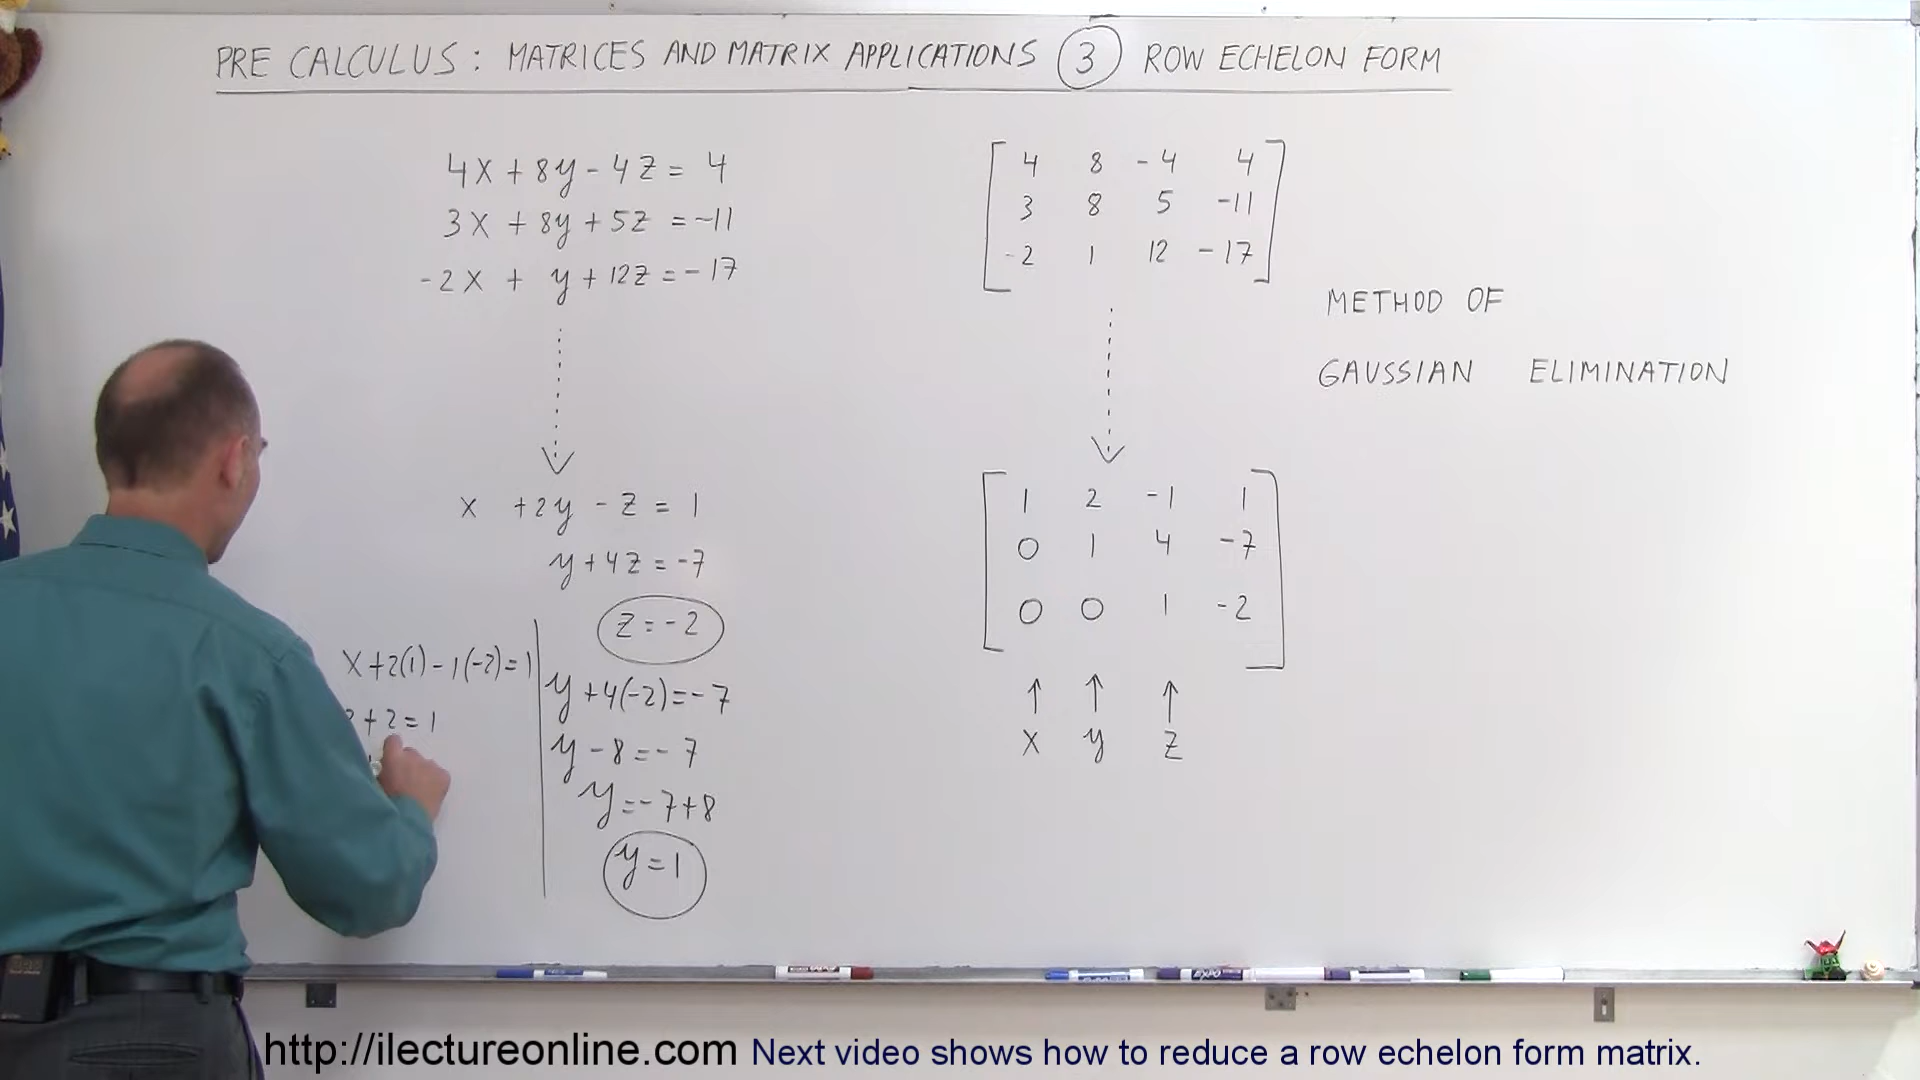 PRE CALCULUS: MATRICES AND MATRIX APPLICATIONS 3 ROW ECHELON FORM
4x + 8y - 4z = 4
3x + 8y + 5z = -11
-2x + y + 12z = -17
x + 2y - z = 1
y + 4z = -7
z = -2
x + 2(1) - 1(-2) = 1
+ 2 = 1
y + 4(-2) = -7
y - 8 = -7
y = -7 + 8
y = 1
4 8 -4 4
3 8 5 -11
-2 1 12 -17
METHOD OF
GAUSSIAN ELIMINATION
1 2 -1 1
0 1 4 -7
0 0 1 -2
↑ ↑ ↑
x y z
EXPO
http://ilectureonline.com Next video shows how to reduce a row echelon form matrix.